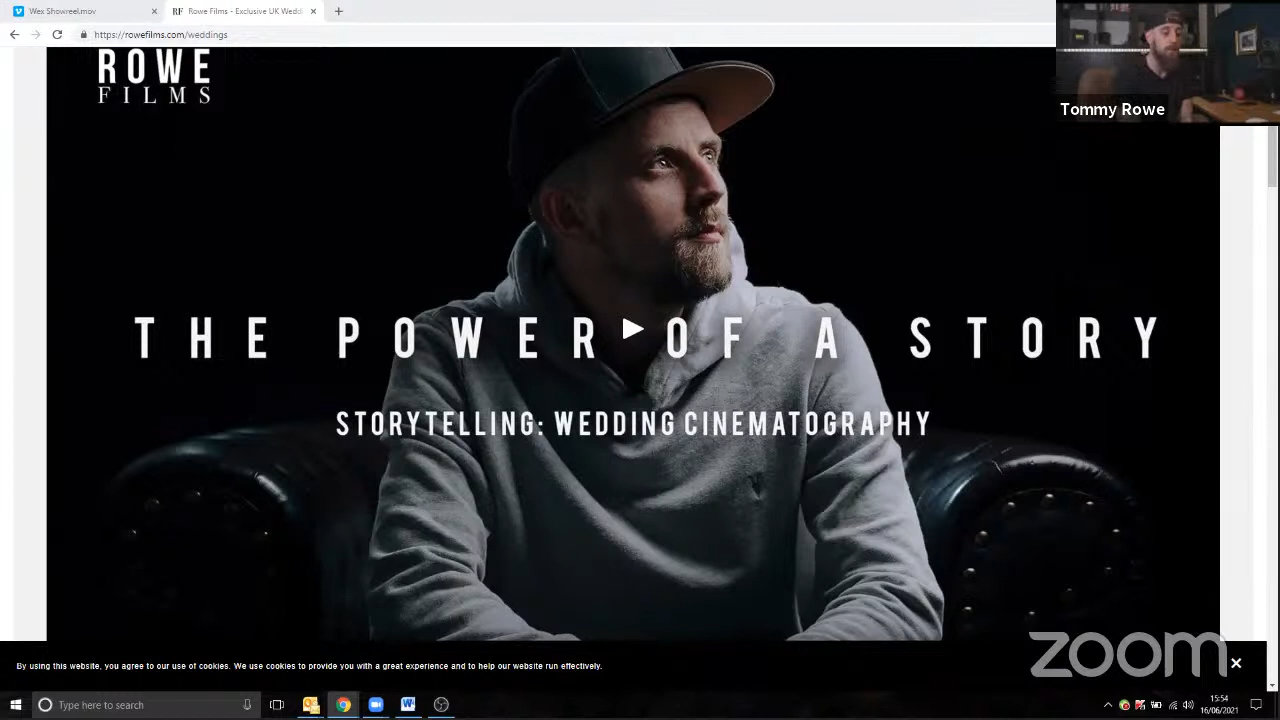 Wex Showreel.mov
RF Rowe Films - Exclusive UK Wedd
https://rowefilms.com/weddings
Tommy Rowe
ROWE
FILMS
THE POWER OF A STORY
STORYTELLING: WEDDING CINEMATOGRAPHY
By using this website, you agree to our use of cookies. We use cookies to provide you with a great experience and to help our website run effectively.
zoom
Type here to search
15:54
16/06/2021